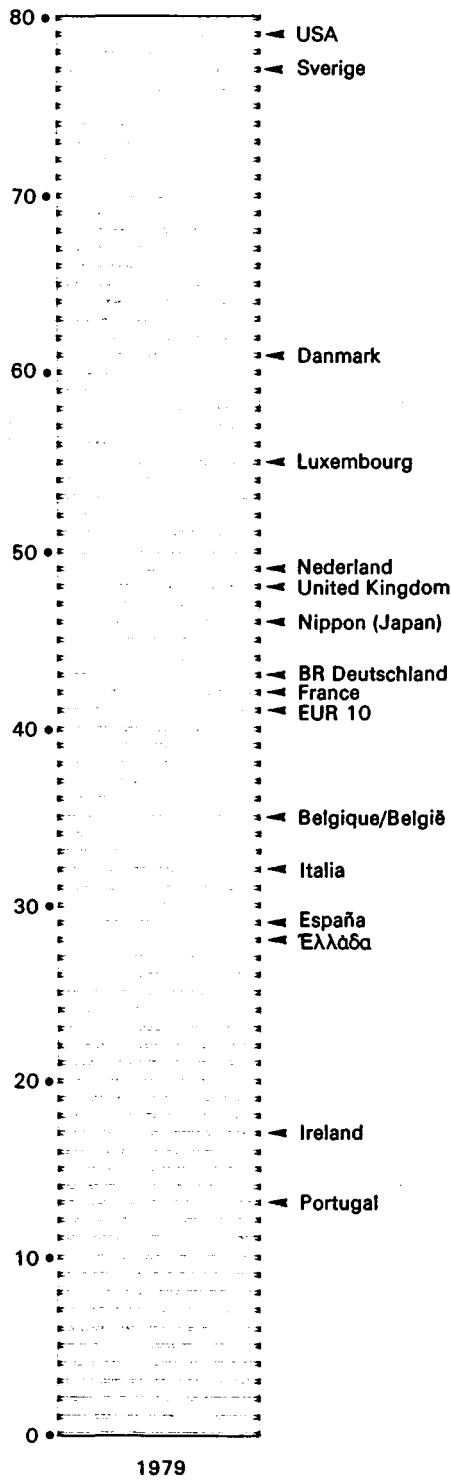 80
USA
Sverige
70
Danmark
60
Luxembourg
50
Nederland
United Kingdom
Nippon (Japan)
BR Deutschland
France
EUR 10
40
Belgique/België
Italia
30
España
Ἑλλὰδα
20
Ireland
Portugal
10
0
1979